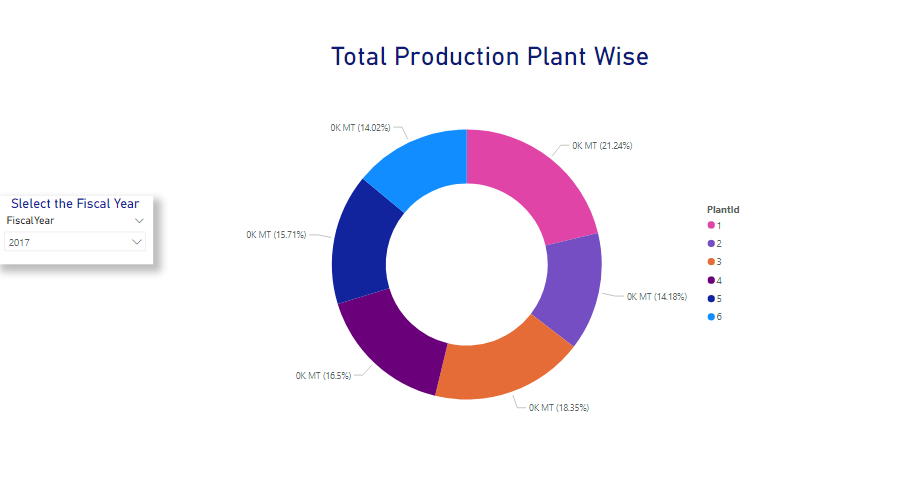 Total Production Plant Wise
0K MT (14.02%)
0K MT (21.24%)
Slelect the Fiscal Year
FiscalYear
2017
0K MT (15.71%)
0K MT (14.18%)
0K MT (16.5%)
0K MT (18.35%)
PlantId
1
2
3
4
5
6